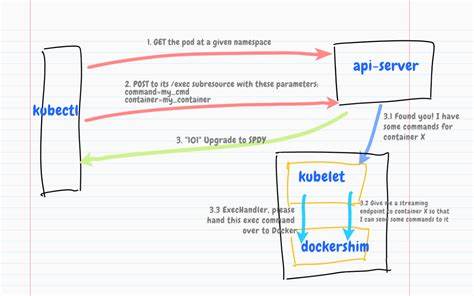 1. GET the pod at a given namespace
api-server
2. POST to its /exec subresource with these parameters:
command-my_cmd
container-my_container
kubectl
3.1 Found you! I have
some commands for
container X
3. "101" Upgrade to SPDY
kubelet
3.3 ExecHandler, please
hand this exec command
over to Docker
3.2 Give me a streaming
endpoint to container X so that
I can send some commands to it
dockershim